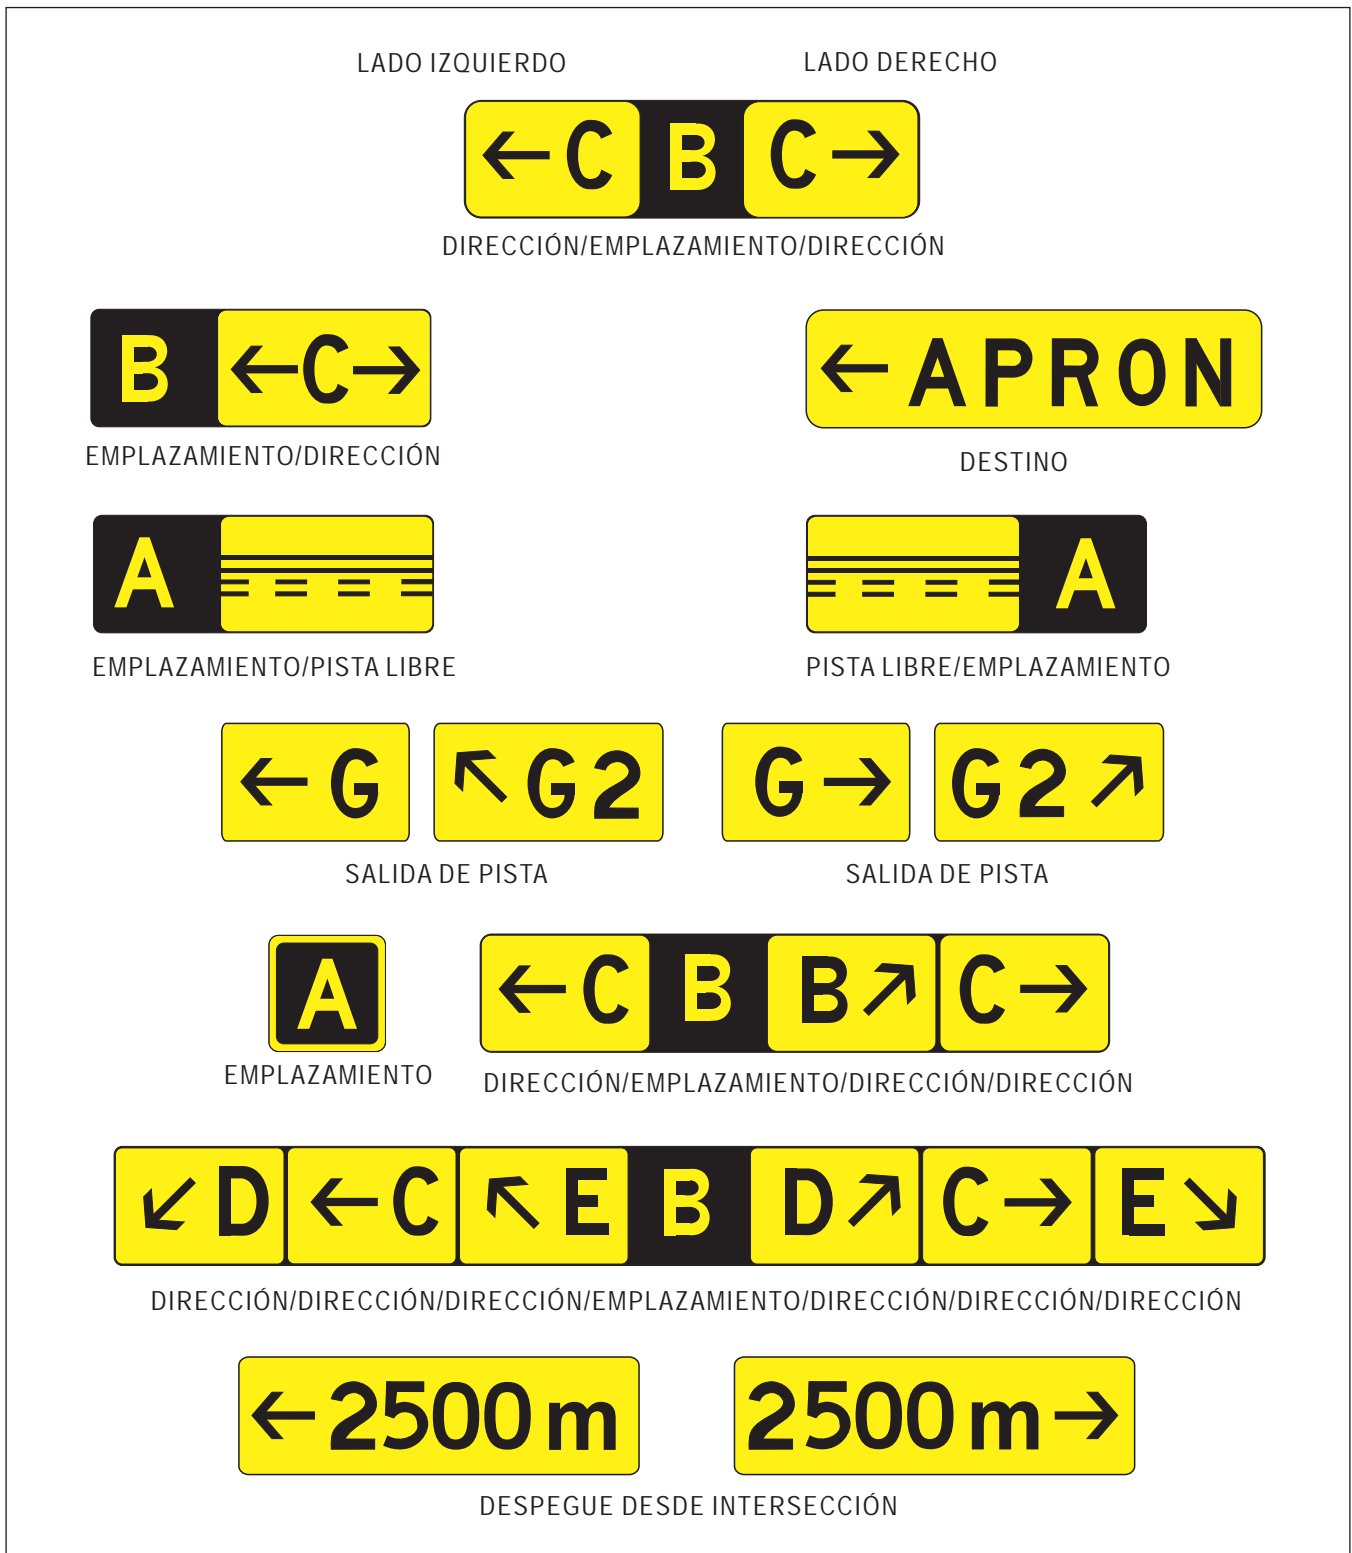 LADO IZQUIERDO LADO DERECHO
←C B C→
DIRECCIÓN/EMPLAZAMIENTO/DIRECCIÓN
B ←C→ ← APRON
EMPLAZAMIENTO/DIRECCIÓN
DESTINO
A A
EMPLAZAMIENTO/PISTA LIBRE PISTA LIBRE/EMPLAZAMIENTO
←G ↖G2 G→ G2↗
SALIDA DE PISTA SALIDA DE PISTA
A ←C B B↗ C→
EMPLAZAMIENTO
DIRECCIÓN/EMPLAZAMIENTO/DIRECCIÓN/DIRECCIÓN
↙D ←C ↖E B D↗ C→ E↘
DIRECCIÓN/DIRECCIÓN/DIRECCIÓN/EMPLAZAMIENTO/DIRECCIÓN/DIRECCIÓN/DIRECCIÓN
←2500 m 2500 m→
DESPEGUE DESDE INTERSECCIÓN